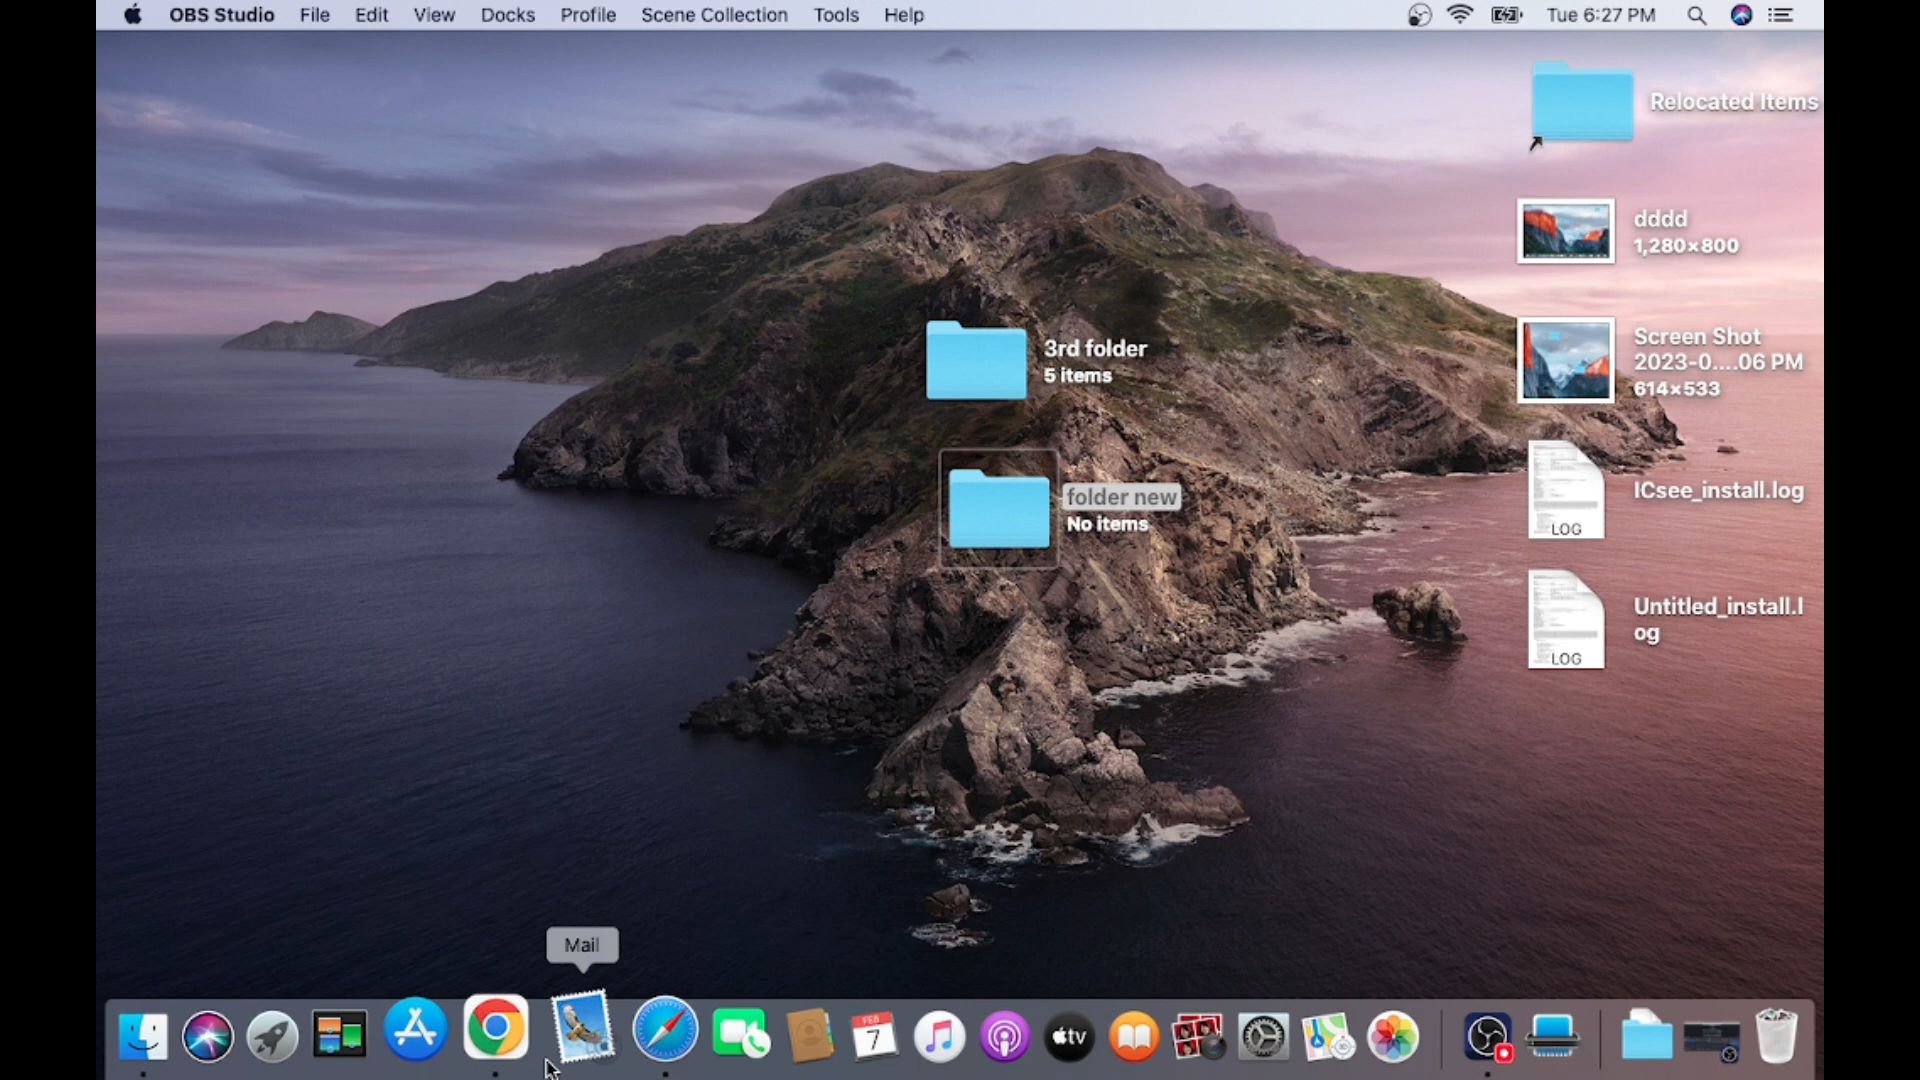 OBS Studio File Edit View Docks Profile Scene Collection Tools Help Tue 6:27 PM
Relocated Items
dddd
1,280×800
Screen Shot
2023-0....06 PM
614×533
3rd folder
5 items
folder new
No items
ICsee_install.log
LOG
Untitled_install.l
og
LOG
Mail
FEB
7
tv